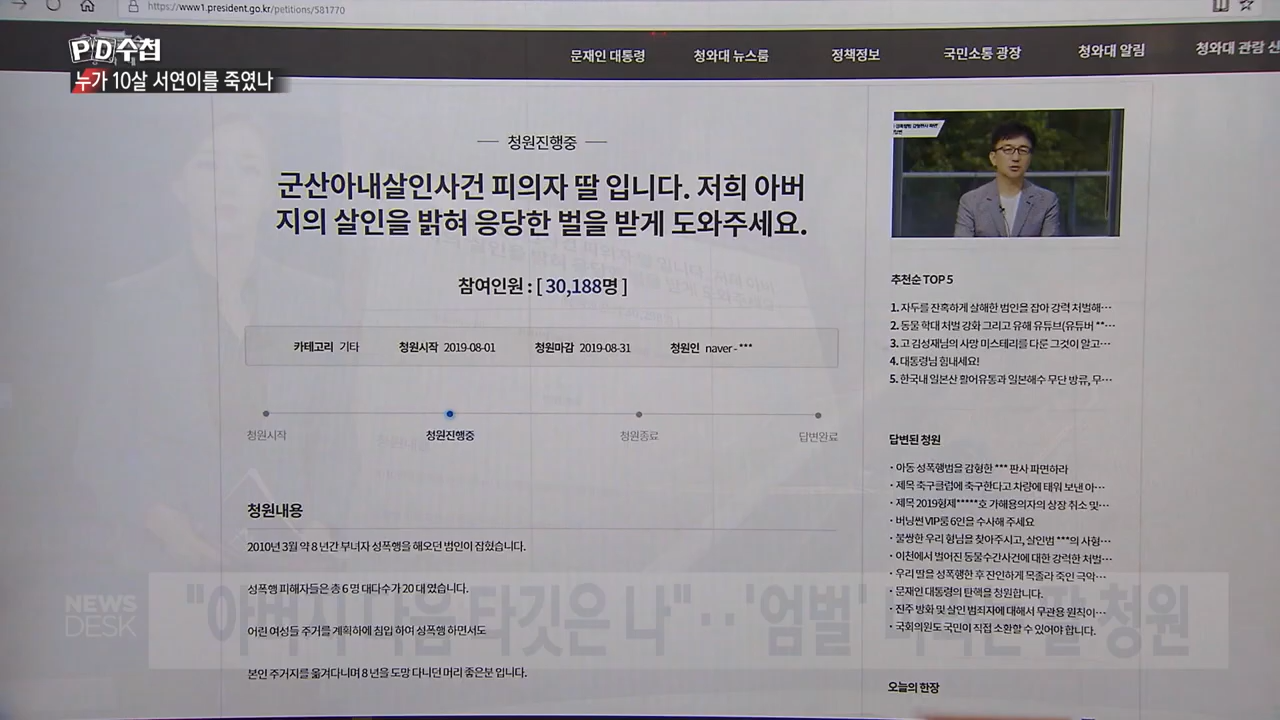 https://www1.president.go.kr/petitions/581770
PD수첩
누가 10살 서연이를 죽였나
문재인 대통령
청와대 뉴스룸
정책정보
국민소통 광장
청와대 알림
청와대 관람 신
청원진행중
군산아내살인사건 피의자 딸 입니다. 저희 아버
지의 살인을 밝혀 응당한 벌을 받게 도와주세요.
참여인원 : [ 30,188명 ]
카테고리 기타
청원시작 2019-08-01
청원마감 2019-08-31
청원인 naver - ***
청원시작
청원진행중
청원종료
답변완료
청원내용
2010년 3월 약 8년간 부녀자 성폭행을 해오던 범인이 잡혔습니다.
성폭행 피해자들은 총 6명 대다수가 20대 였습니다.
어린 여성들 주거를 계획하에 침입 하여 성폭행 하면서도
본인 주거지를 옮겨다니며 8년을 도망 다니던 머리 좋은분 입니다.
추천순 TOP 5
1. 자두를 잔혹하게 살해한 범인을 잡아 강력 처벌해…
2. 동물 학대 처벌 강화 그리고 유해 유튜브(유튜버 **…
3. 고 김성재님의 사망 미스테리를 다룬 그것이 알고…
4. 대통령님 힘내세요!
5. 한국내 일본산 활어유통과 일본해수 무단 방류, 무…
답변된 청원
· 아동 성폭행범을 감형한 *** 판사 파면하라
· 제목 축구클럽에 축구한다고 차량에 태워 보낸 아…
· 제목 2019형제*****호 가해용의자의 상장 취소 및…
· 버닝썬 VIP룸 6인을 수사해 주세요
· 불쌍한 우리 형님을 찾아주시고, 살인범 ***의 사형…
· 이천에서 벌어진 동물수간사건에 대한 강력한 처벌…
· 우리 딸을 성폭행한 후 잔인하게 목졸라 죽인 극악…
· 문재인 대통령의 탄핵을 청원합니다.
· 진주 방화 및 살인 범죄자에 대해서 무관용 원칙이…
· 국회의원도 국민이 직접 소환할 수 있어야 합니다.
오늘의 한장
NEWS
DESK
"아버지 다음 타깃은 나"‥'엄벌' 딸 청원